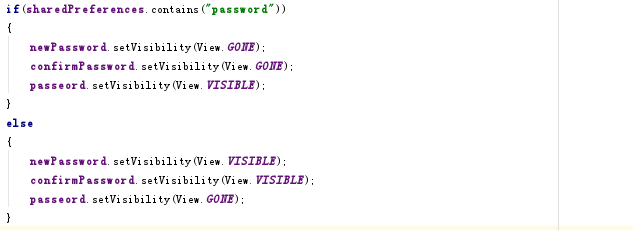 if(sharedPreferences.contains("password"))
{
newPassword.setVisibility(View.GONE);
confirmPassword.setVisibility(View.GONE);
passeord.setVisibility(View.VISIBLE);
}
else
{
newPassword.setVisibility(View.VISIBLE);
confirmPassword.setVisibility(View.VISIBLE);
passeord.setVisibility(View.GONE);
}